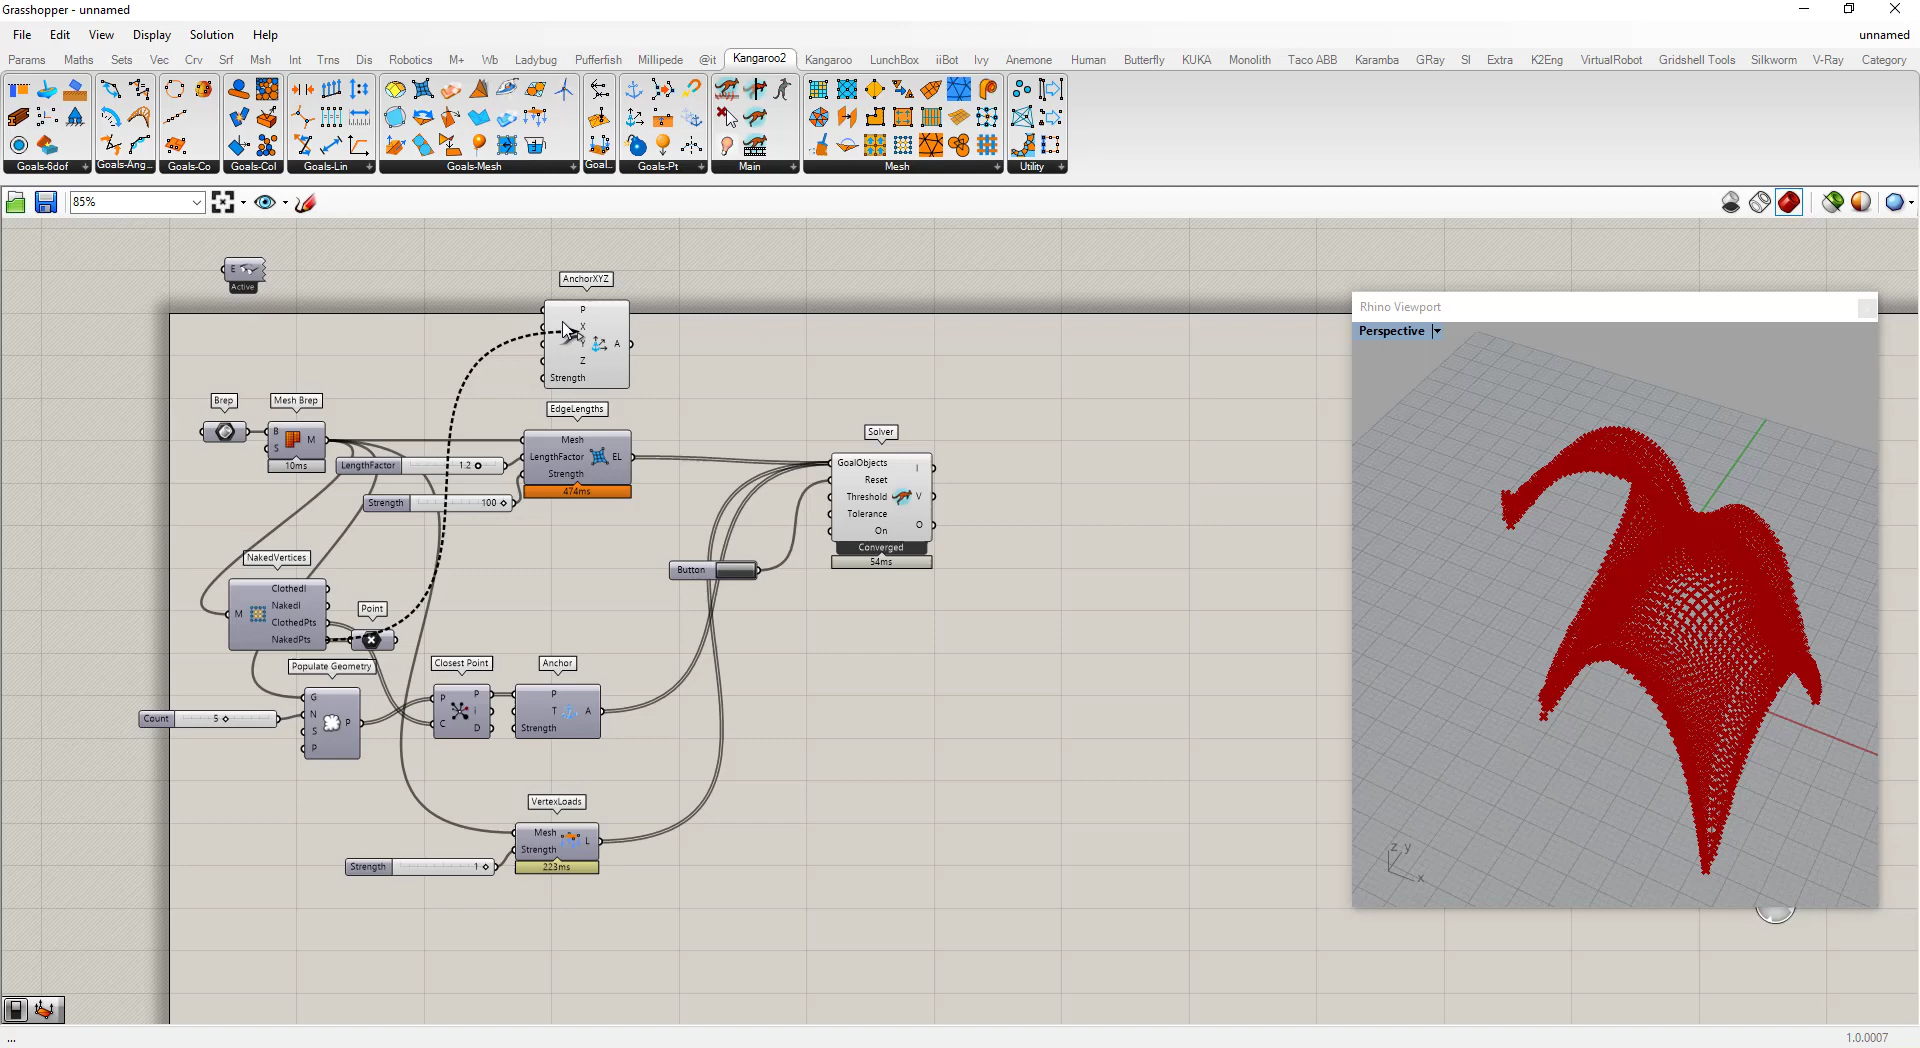 Grasshopper - unnamed
File Edit View Display Solution Help unnamed
Params Maths Sets Vec Crv Srf Msh Int Trns Dis Robotics M+ Wb Ladybug Pufferfish Millipede @it Kangaroo2 Kangaroo LunchBox iiBot Ivy Anemone Human Butterfly KUKA Monolith Taco ABB Karamba GRay SI Extra K2Eng VirtualRobot Gridshell Tools Silkworm V-Ray Category
Goals-6dof Goals-Ang... Goals-Co Goals-Col Goals-Lin Goals-Mesh Goal... Goals-Pt Main Mesh Utility
85%
E
Active
AnchorXYZ
P
X
Y A
Z
Strength
Rhino Viewport
Perspective
Brep Mesh Brep
B M
S
10ms
EdgeLengths
Mesh
LengthFactor EL
Strength
474ms
LengthFactor 1.2
Strength 100
Solver
GoalObjects I
Reset
Threshold V
Tolerance
On O
Converged
54ms
NakedVertices
ClothedI
NakedI
M ClothedPts
NakedPts
Point
Button
Populate Geometry
G
N P
S
P
Count 5
Closest Point
P P
I
C D
Anchor
P
T A
Strength
VertexLoads
Mesh L
Strength
223ms
Strength 1
z y
x
...
1.0.0007